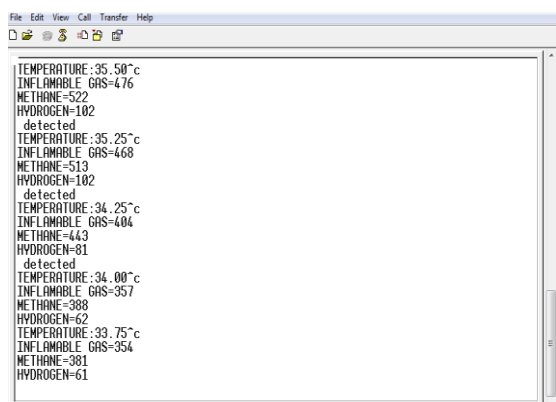 File Edit View Call Transfer Help
TEMPERATURE:35.50^c
INFLAMABLE GAS=476
METHANE=522
HYDROGEN=102
detected
TEMPERATURE:35.25^c
INFLAMABLE GAS=468
METHANE=513
HYDROGEN=102
detected
TEMPERATURE:34.25^c
INFLAMABLE GAS=404
METHANE=443
HYDROGEN=81
detected
TEMPERATURE:34.00^c
INFLAMABLE GAS=357
METHANE=388
HYDROGEN=62
TEMPERATURE:33.75^c
INFLAMABLE GAS=354
METHANE=381
HYDROGEN=61